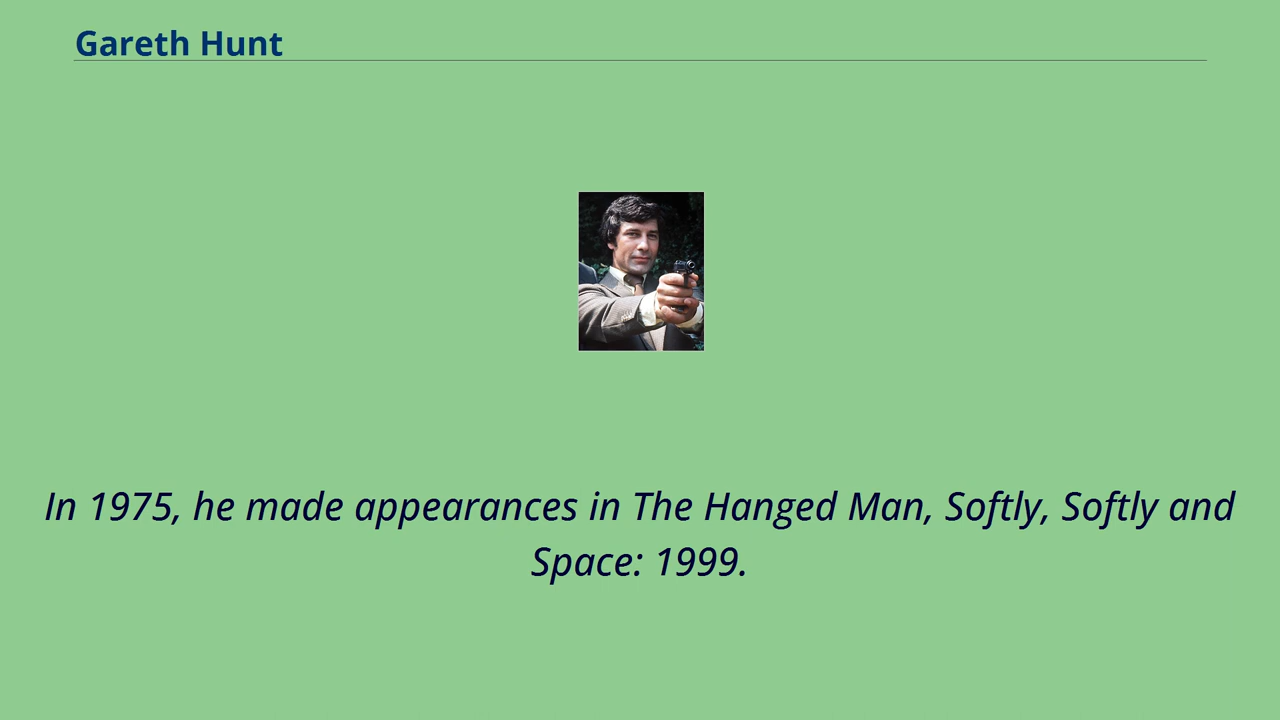 Gareth Hunt
In 1975, he made appearances in The Hanged Man, Softly, Softly and
Space: 1999.